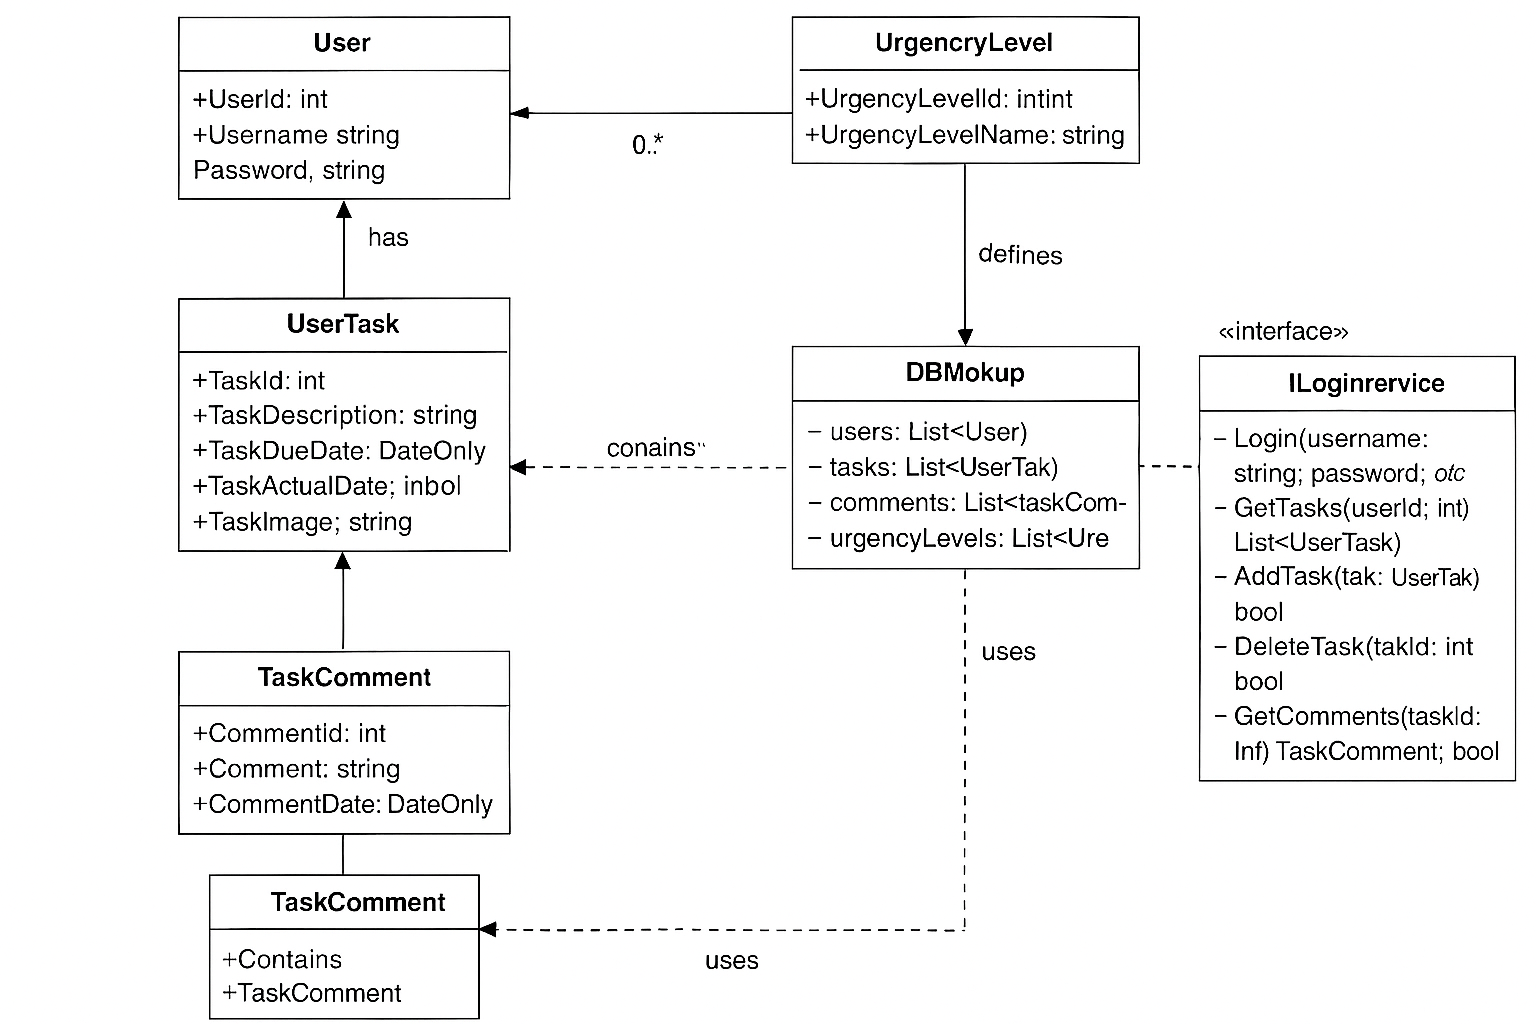 User
+UserId: int
+Username string
Password, string
UrgencryLevel
+UrgencyLevelId: intint
+UrgencyLevelName: string
0..*
has
defines
UserTask
+TaskId: int
+TaskDescription: string
+TaskDueDate: DateOnly
+TaskActualDate; inbol
+TaskImage; string
conains¨
DBMokup
– users: List<User)
– tasks: List<UserTak)
– comments: List<taskCom-
– urgencyLevels: List<Ure
«interface»
ILoginrervice
– Login(username:
string; password; otc
– GetTasks(userId; int)
List<UserTask)
– AddTask(tak: UserTak)
bool
– DeleteTask(takId: int
bool
– GetComments(taskId:
Inf) TaskComment; bool
uses
TaskComment
+CommentId: int
+Comment: string
+CommentDate: DateOnly
TaskComment
+Contains
+TaskComment
uses